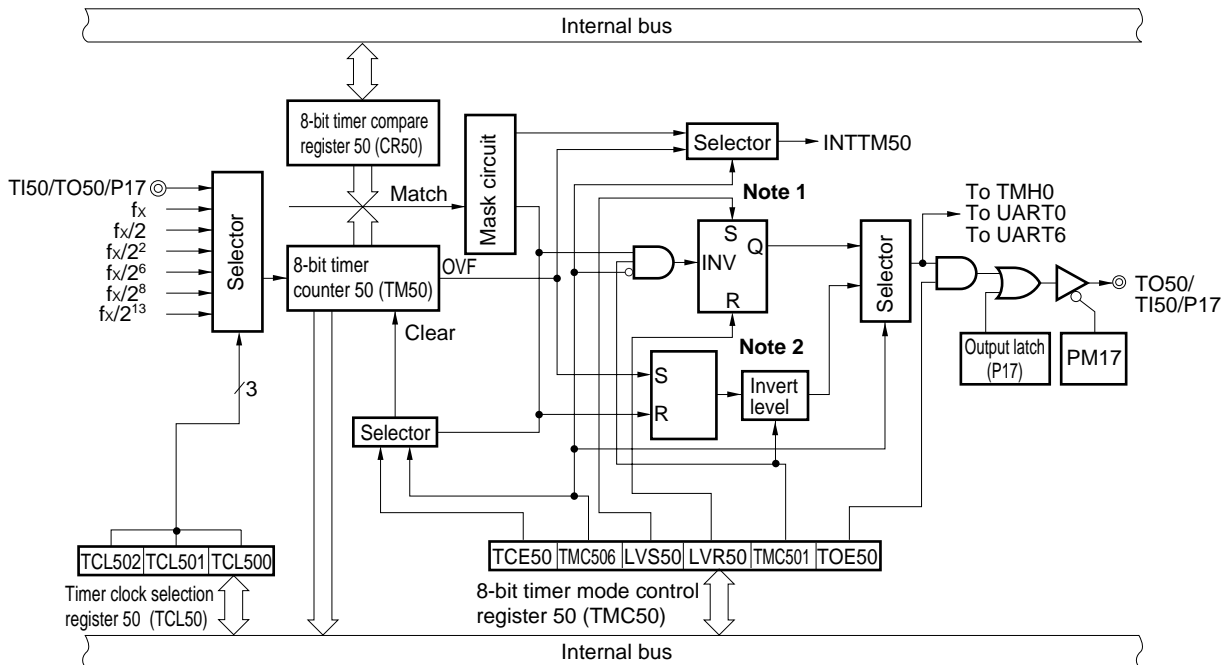 Internal bus
8-bit timer compare
register 50 (CR50)
Mask circuit
Selector
INTTM50
TI50/TO50/P17
fX
fX/2
fX/2²
fX/2⁶
fX/2⁸
fX/2¹³
Selector
Match
Note 1
S
Q
INV
R
Selector
To TMH0
To UART0
To UART6
8-bit timer
counter 50 (TM50)
OVF
Clear
TO50/
TI50/P17
Note 2
Output latch
(P17)
PM17
S
R
Invert
level
3
Selector
TCL502 TCL501 TCL500
Timer clock selection
register 50 (TCL50)
TCE50 TMC506 LVS50 LVR50 TMC501 TOE50
8-bit timer mode control
register 50 (TMC50)
Internal bus